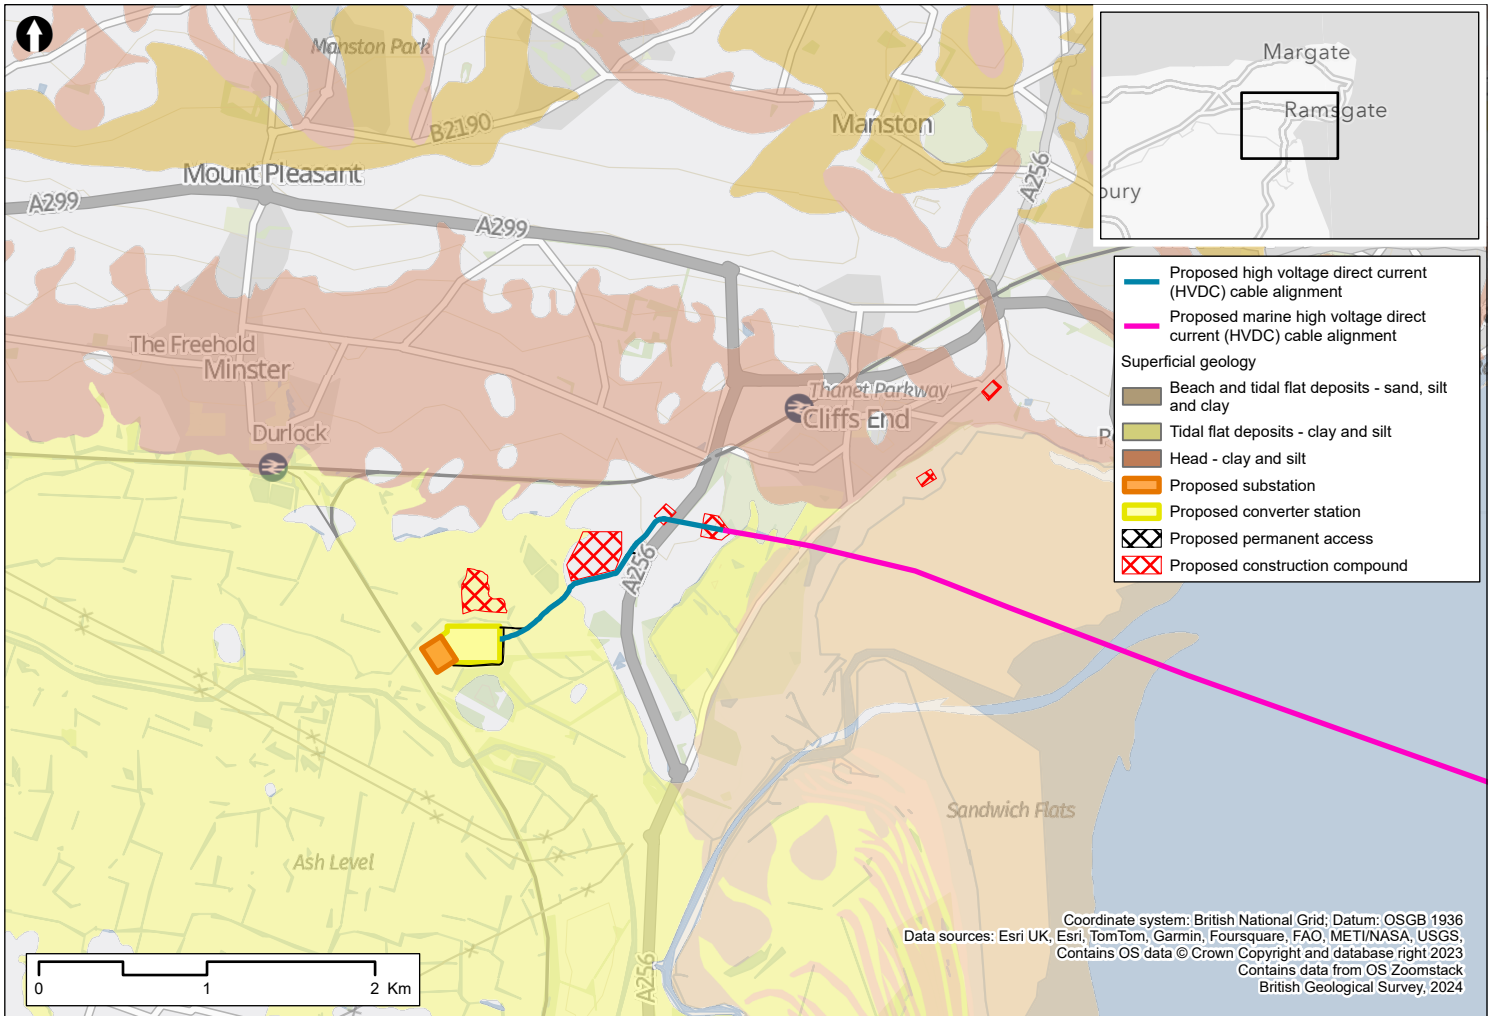 Manston Park
B2190
Manston
Mount Pleasant
A299
A299
A256
Margate
Ramsgate
bury
The Freehold
Minster
Durlock
Thanet Parkway
Cliffs End
P
A256
Sandwich Flats
Ash Level
A256
Proposed high voltage direct current
(HVDC) cable alignment
Proposed marine high voltage direct
current (HVDC) cable alignment
Superficial geology
Beach and tidal flat deposits - sand, silt
and clay
Tidal flat deposits - clay and silt
Head - clay and silt
Proposed substation
Proposed converter station
Proposed permanent access
Proposed construction compound
0 1 2 Km
Coordinate system: British National Grid; Datum: OSGB 1936
Data sources: Esri UK, Esri, TomTom, Garmin, Foursquare, FAO, METI/NASA, USGS,
Contains OS data © Crown Copyright and database right 2023
Contains data from OS Zoomstack
British Geological Survey, 2024